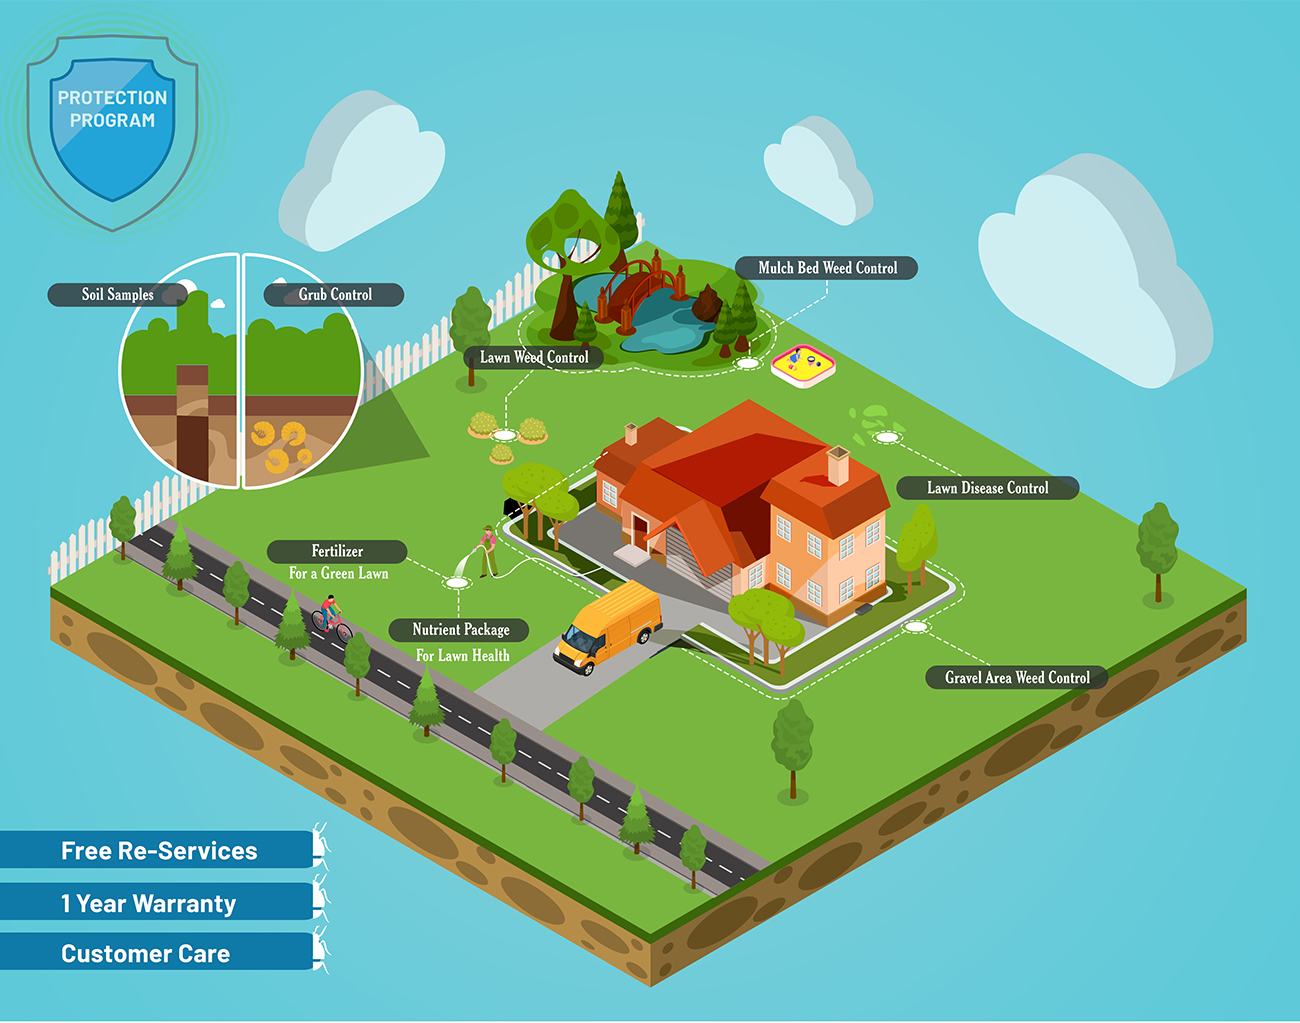 PROTECTION
PROGRAM
Mulch Bed Weed Control
Soil Samples
Grub Control
Lawn Weed Control
Lawn Disease Control
Fertilizer
For a Green Lawn
Nutrient Package
For Lawn Health
Gravel Area Weed Control
Free Re-Services
1 Year Warranty
Customer Care